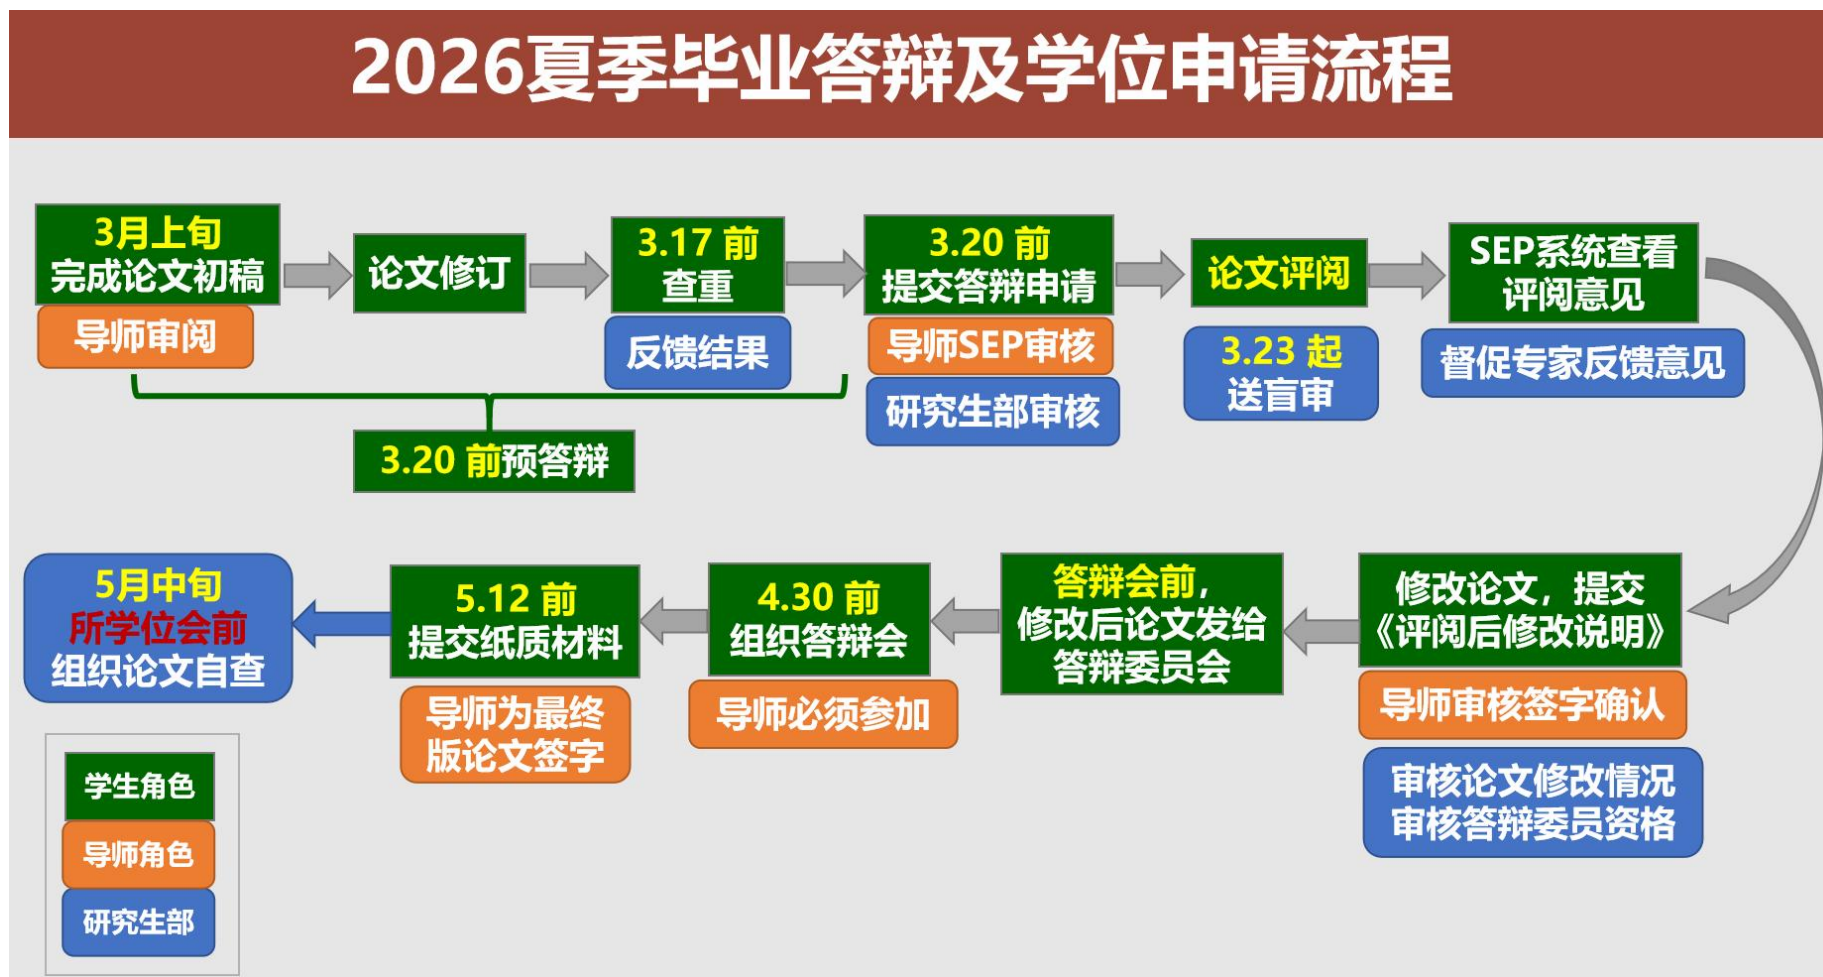 2026夏季毕业答辩及学位申请流程
3月上旬
完成论文初稿
导师审阅
论文修订
3.17 前
查重
反馈结果
3.20 前
提交答辩申请
导师SEP审核
研究生部审核
论文评阅
3.23 起
送盲审
SEP系统查看
评阅意见
督促专家反馈意见
3.20 前预答辩
修改论文，提交
《评阅后修改说明》
导师审核签字确认
审核论文修改情况
审核答辩委员资格
答辩会前，
修改后论文发给
答辩委员会
4.30 前
组织答辩会
导师必须参加
5.12 前
提交纸质材料
导师为最终
版论文签字
5月中旬
所学位会前
组织论文自查
学生角色
导师角色
研究生部